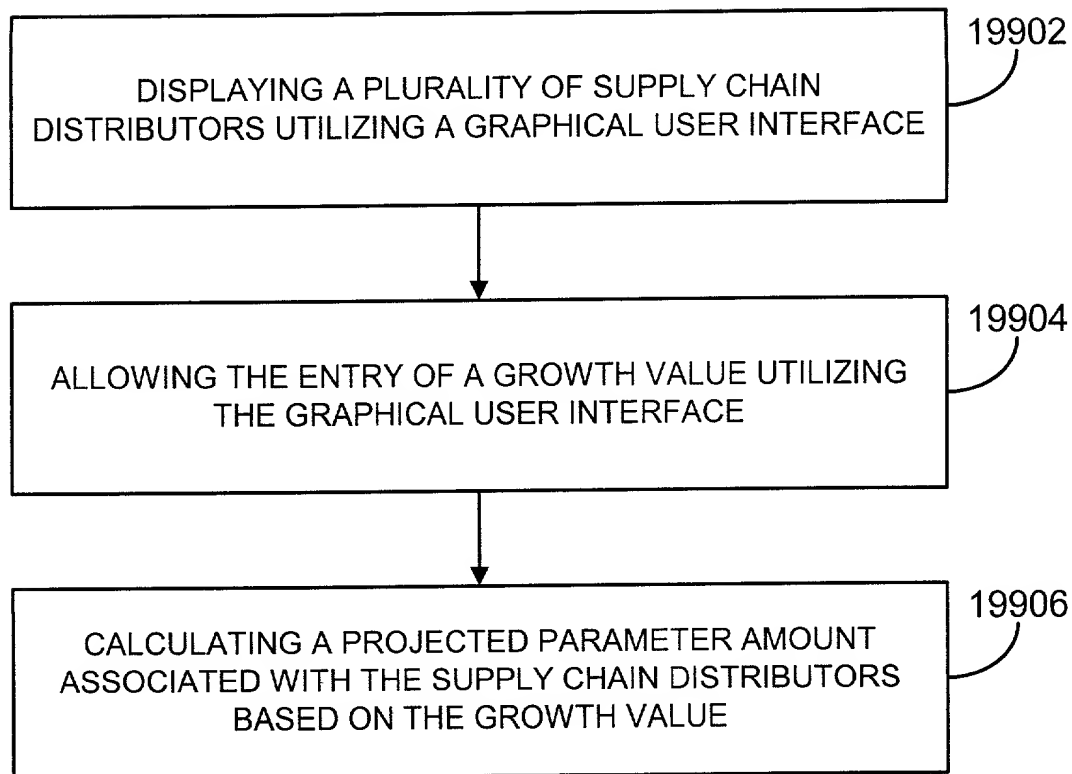 19902
DISPLAYING A PLURALITY OF SUPPLY CHAIN
DISTRIBUTORS UTILIZING A GRAPHICAL USER INTERFACE
19904
ALLOWING THE ENTRY OF A GROWTH VALUE UTILIZING
THE GRAPHICAL USER INTERFACE
19906
CALCULATING A PROJECTED PARAMETER AMOUNT
ASSOCIATED WITH THE SUPPLY CHAIN DISTRIBUTORS
BASED ON THE GROWTH VALUE